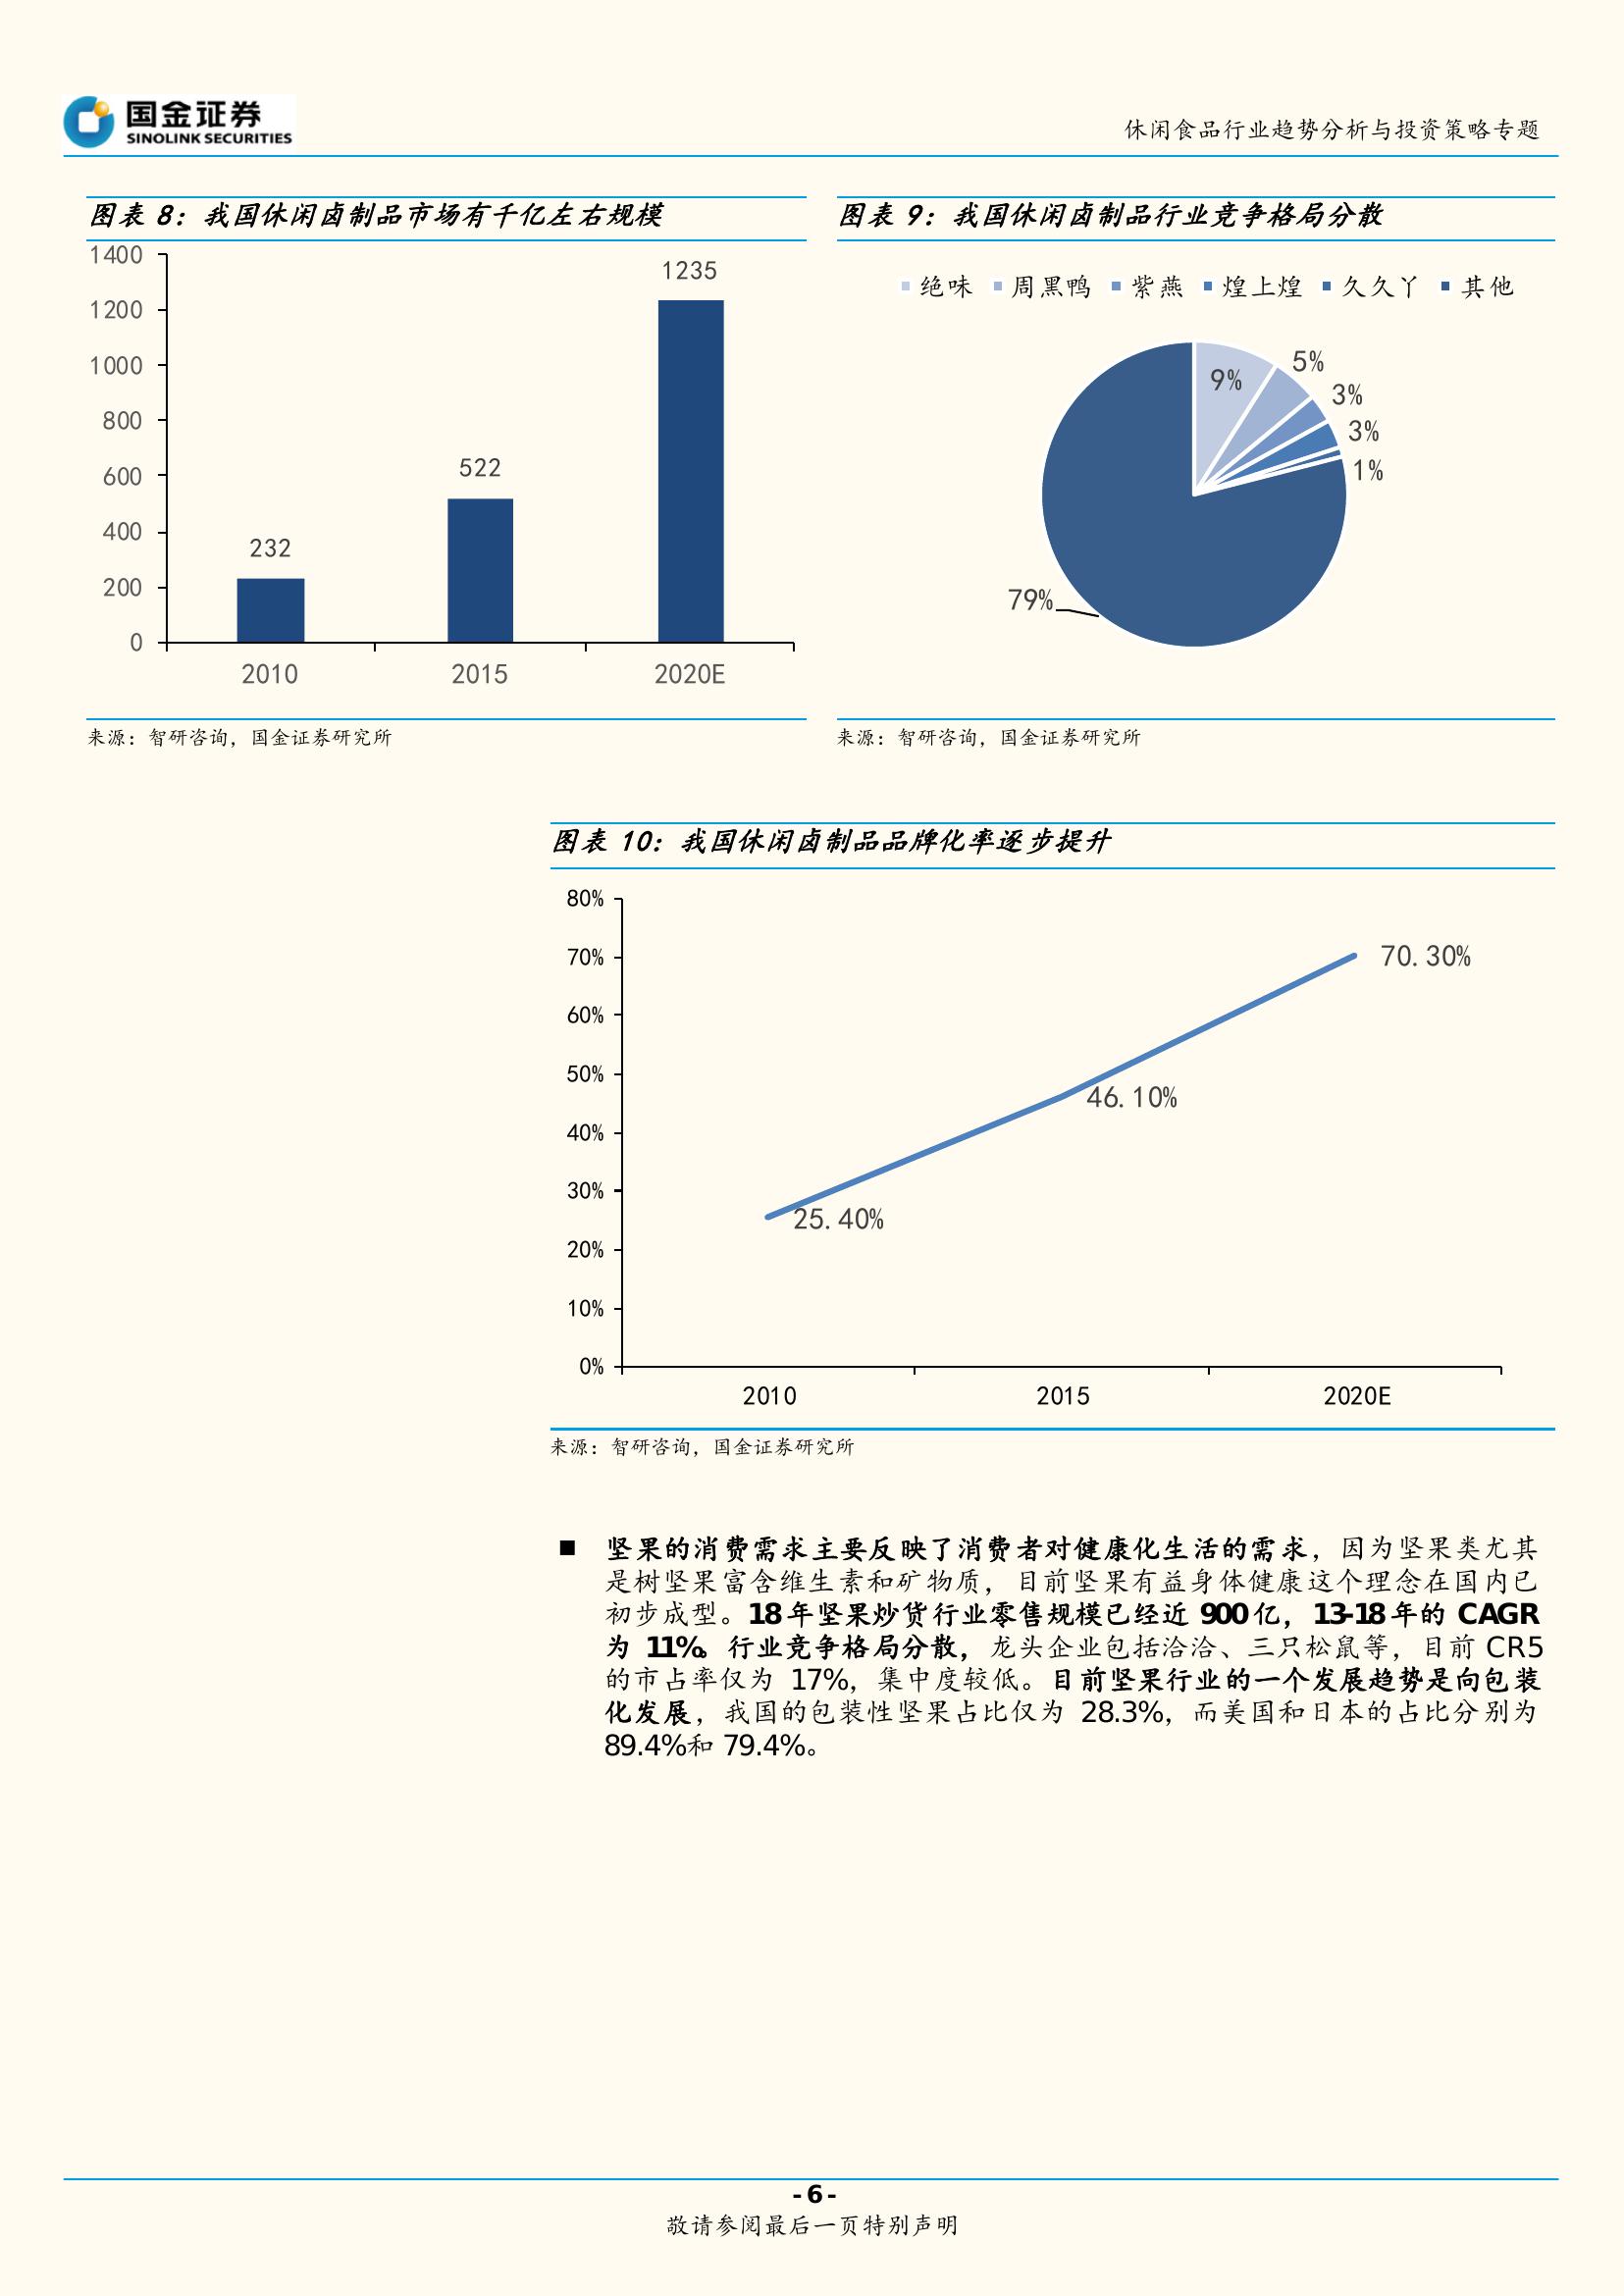 国金证券
SINOLINK SECURITIES
休闲食品行业趋势分析与投资策略专题
图表 8：我国休闲卤制品市场有千亿左右规模
1400
1200
1000
800
600
400
200
0
232
522
1235
2010
2015
2020E
来源：智研咨询，国金证券研究所
图表 9：我国休闲卤制品行业竞争格局分散
绝味 周黑鸭 紫燕 煌上煌 久久丫 其他
9%
5%
3%
3%
1%
79%
来源：智研咨询，国金证券研究所
图表 10：我国休闲卤制品品牌化率逐步提升
80%
70%
60%
50%
40%
30%
20%
10%
0%
25.40%
46.10%
70.30%
2010
2015
2020E
来源：智研咨询，国金证券研究所
■ 坚果的消费需求主要反映了消费者对健康化生活的需求，因为坚果类尤其
是树坚果富含维生素和矿物质，目前坚果有益身体健康这个理念在国内已
初步成型。18 年坚果炒货行业零售规模已经近 900 亿，13-18 年的 CAGR
为 11%。行业竞争格局分散，龙头企业包括洽洽、三只松鼠等，目前 CR5
的市占率仅为 17%，集中度较低。目前坚果行业的一个发展趋势是向包装
化发展，我国的包装性坚果占比仅为 28.3%，而美国和日本的占比分别为
89.4%和 79.4%。
- 6 -
敬请参阅最后一页特别声明